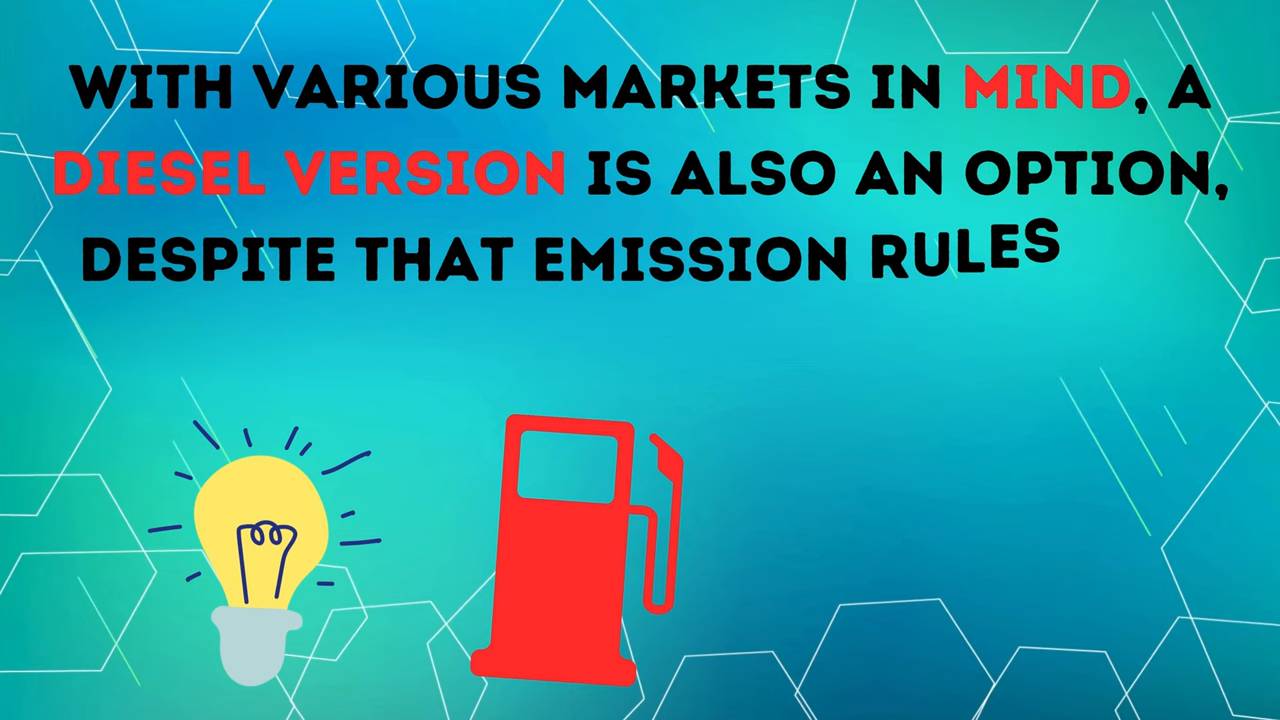 WITH VARIOUS MARKETS IN MIND, A
DIESEL VERSION IS ALSO AN OPTION,
DESPITE THAT EMISSION RULES